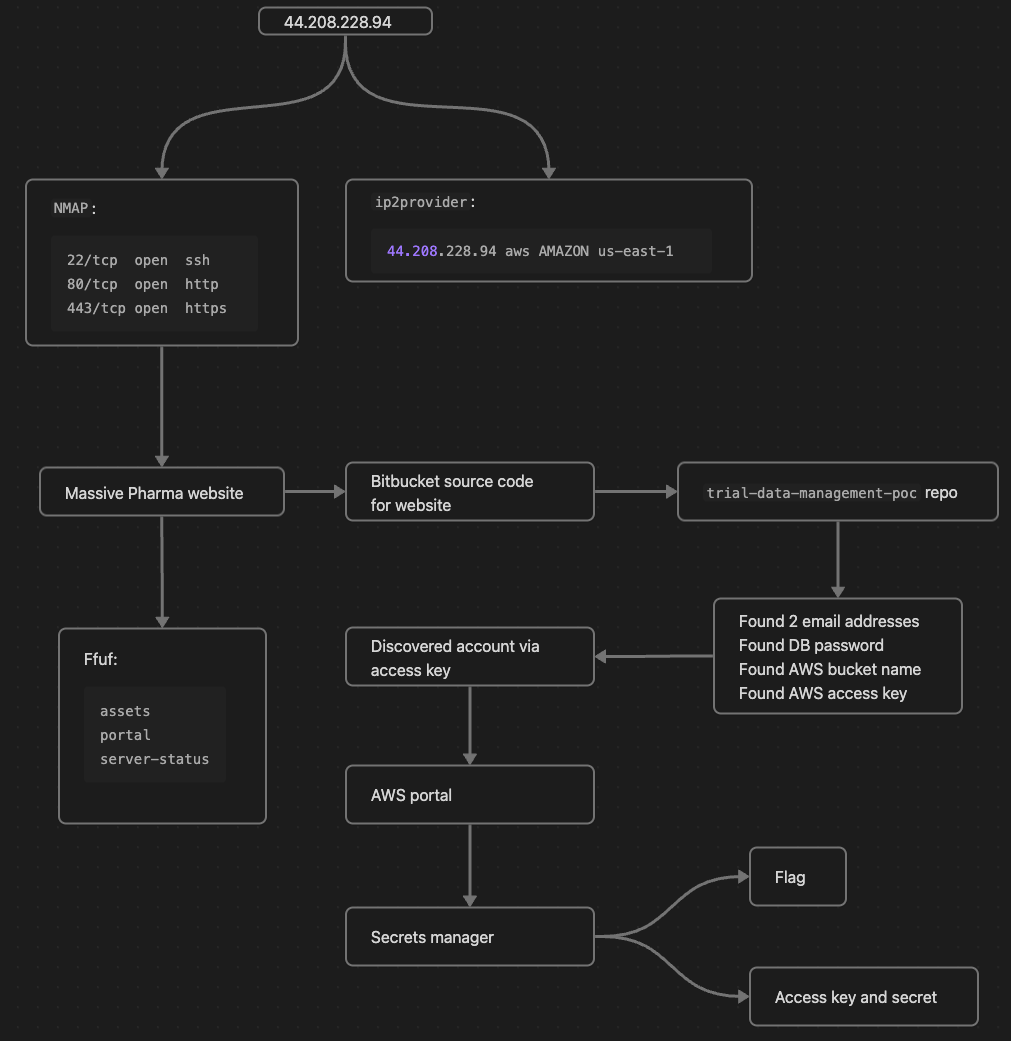 44.208.228.94
NMAP:
22/tcp open ssh
80/tcp open http
443/tcp open https
ip2provider:
44.208.228.94 aws AMAZON us-east-1
Massive Pharma website
Bitbucket source code
for website
trial-data-management-poc repo
Found 2 email addresses
Found DB password
Found AWS bucket name
Found AWS access key
Discovered account via
access key
Ffuf:
assets
portal
server-status
AWS portal
Secrets manager
Flag
Access key and secret